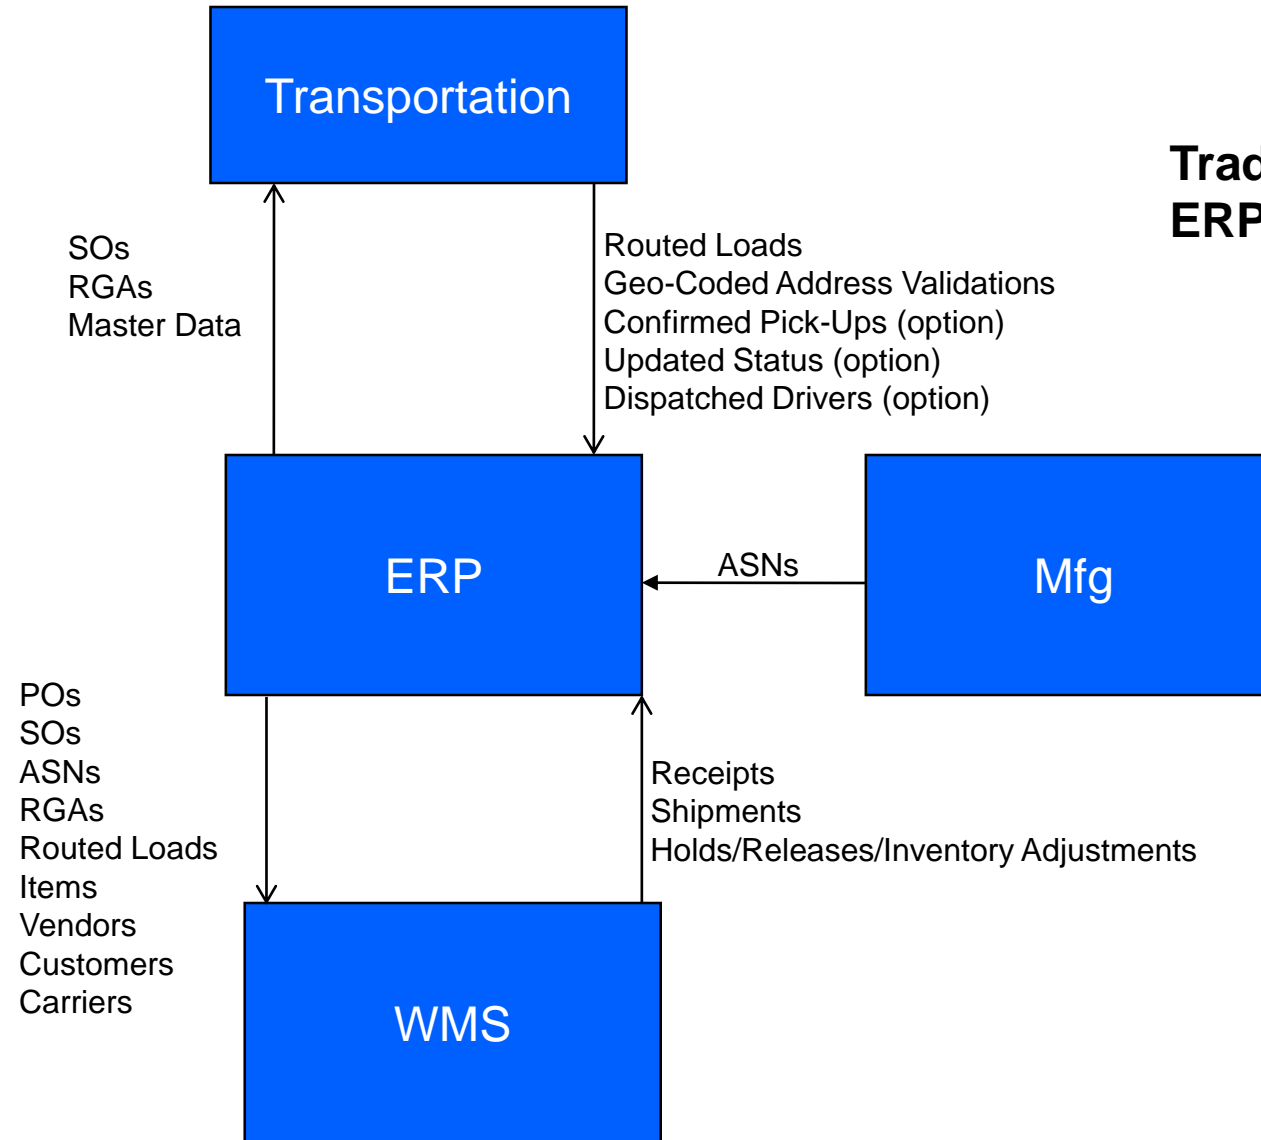 Transportation
Trad
ERP
SOs
RGAs
Master Data
Routed Loads
Geo-Coded Address Validations
Confirmed Pick-Ups (option)
Updated Status (option)
Dispatched Drivers (option)
ERP
ASNs
Mfg
POs
SOs
ASNs
RGAs
Routed Loads
Items
Vendors
Customers
Carriers
Receipts
Shipments
Holds/Releases/Inventory Adjustments
WMS